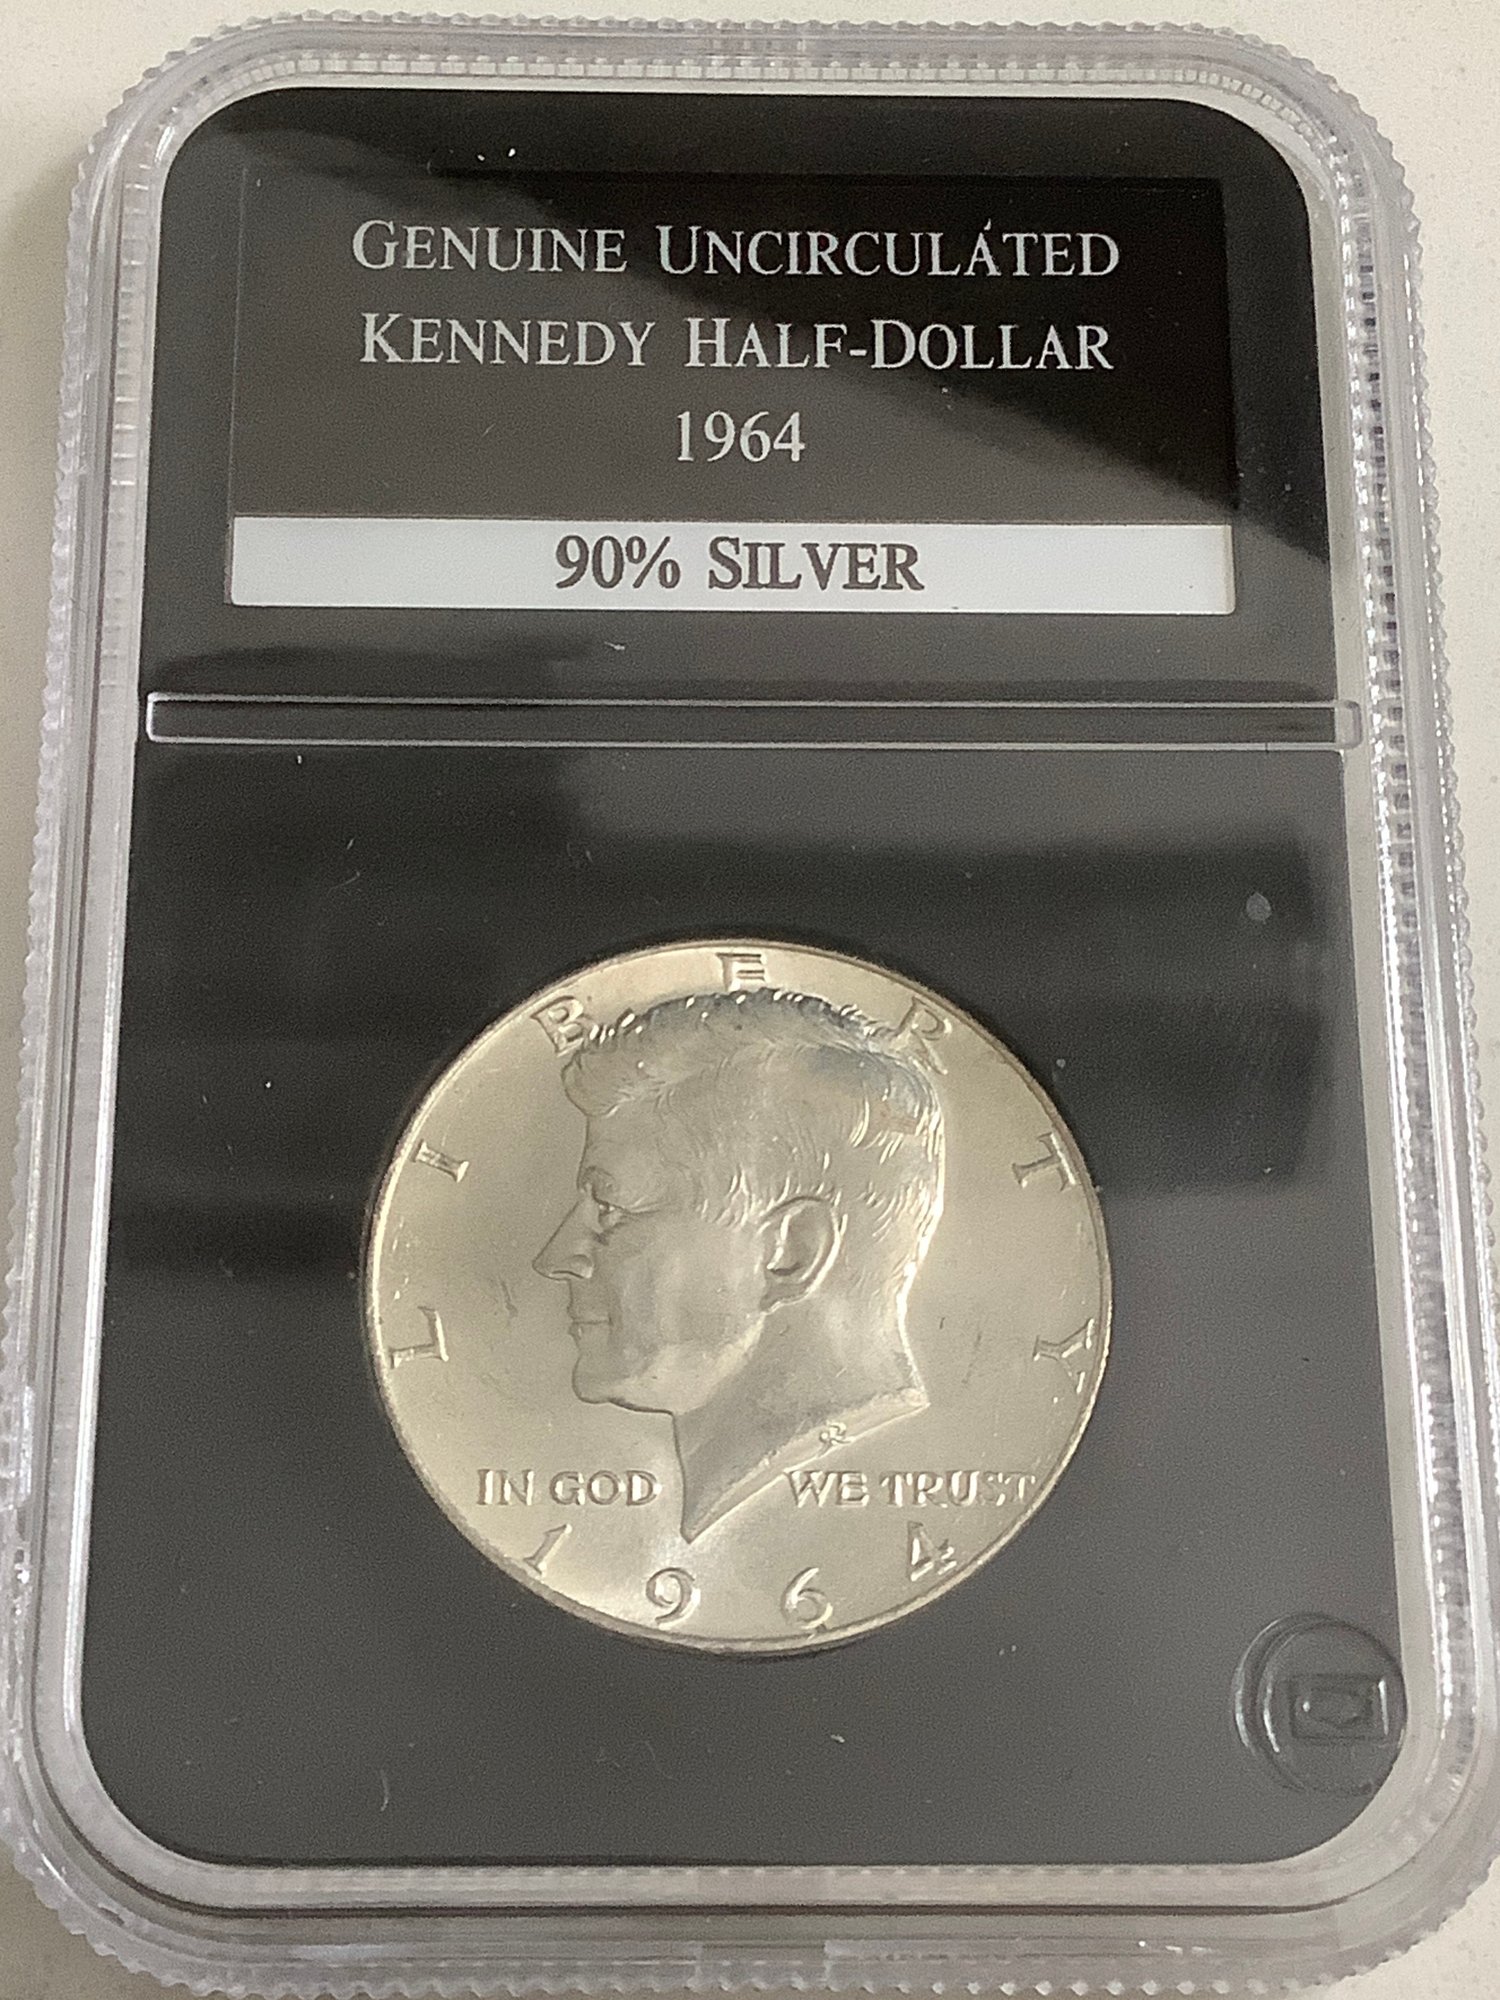 GENUINE UNCIRCULATED
KENNEDY HALF-DOLLAR
1964
90% SILVER
LIBERTY
IN GOD WE TRUST
1964